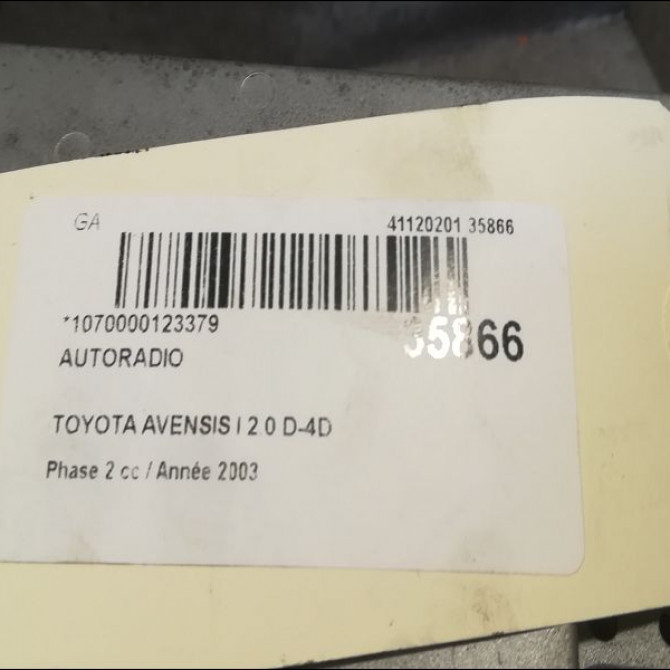 GA 41120201 35866
*1070000123379
35866
AUTORADIO
TOYOTA AVENSIS I 2.0 D-4D
Phase 2 cc / Année 2003